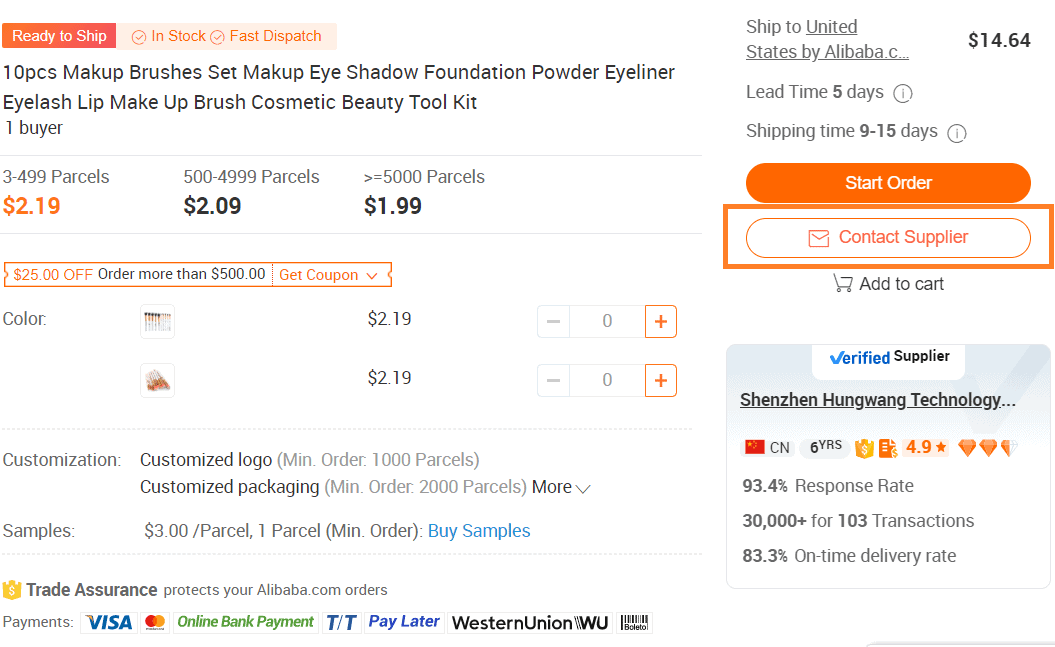 Ready to Ship In Stock Fast Dispatch
10pcs Makup Brushes Set Makup Eye Shadow Foundation Powder Eyeliner
Eyelash Lip Make Up Brush Cosmetic Beauty Tool Kit
1 buyer
3-499 Parcels 500-4999 Parcels >=5000 Parcels
$2.19 $2.09 $1.99
$25.00 OFF Order more than $500.00 Get Coupon
Color: $2.19 0 +
$2.19 0 +
Customization: Customized logo (Min. Order: 1000 Parcels)
Customized packaging (Min. Order: 2000 Parcels) More
Samples: $3.00 /Parcel, 1 Parcel (Min. Order): Buy Samples
Trade Assurance protects your Alibaba.com orders
Payments: VISA Online Bank Payment T/T Pay Later WesternUnion WU Boleto
Ship to United
States by Alibaba.c... $14.64
Lead Time 5 days
Shipping time 9-15 days
Start Order
Contact Supplier
Add to cart
Verified Supplier
Shenzhen Hungwang Technology...
CN 6YRS 4.9
93.4% Response Rate
30,000+ for 103 Transactions
83.3% On-time delivery rate